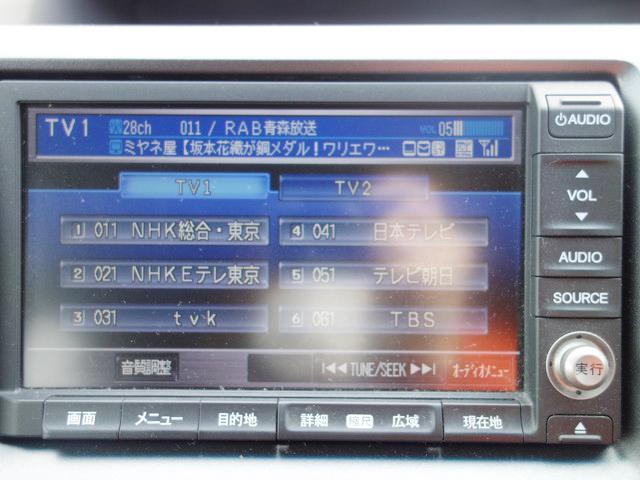 TV1 28ch 011 / RAB青森放送 VOL 05
ミヤネ屋【坂本花織が銅メダル！ワリエワ…
TV1 TV2
1 011 NHK総合・東京 4 041 日本テレビ
2 021 NHKEテレ東京 5 051 テレビ朝日
3 031 tvk 6 061 TBS
音質調整 TUNE/SEEK オーディオメニュー
画面 メニュー 目的地 詳細 縮尺 広域 現在地
AUDIO
VOL
AUDIO
SOURCE
実行